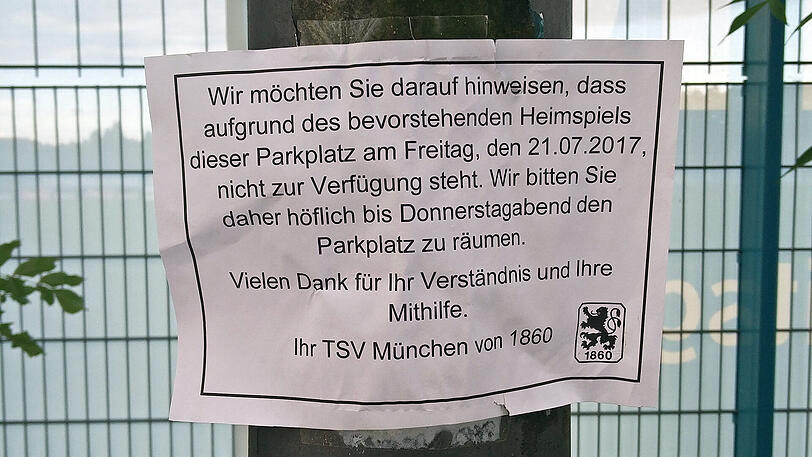 Wir möchten Sie darauf hinweisen, dass
aufgrund des bevorstehenden Heimspiels
dieser Parkplatz am Freitag, den 21.07.2017,
nicht zur Verfügung steht. Wir bitten Sie
daher höflich bis Donnerstagabend den
Parkplatz zu räumen.
Vielen Dank für Ihr Verständnis und Ihre
Mithilfe.
Ihr TSV München von 1860
1860